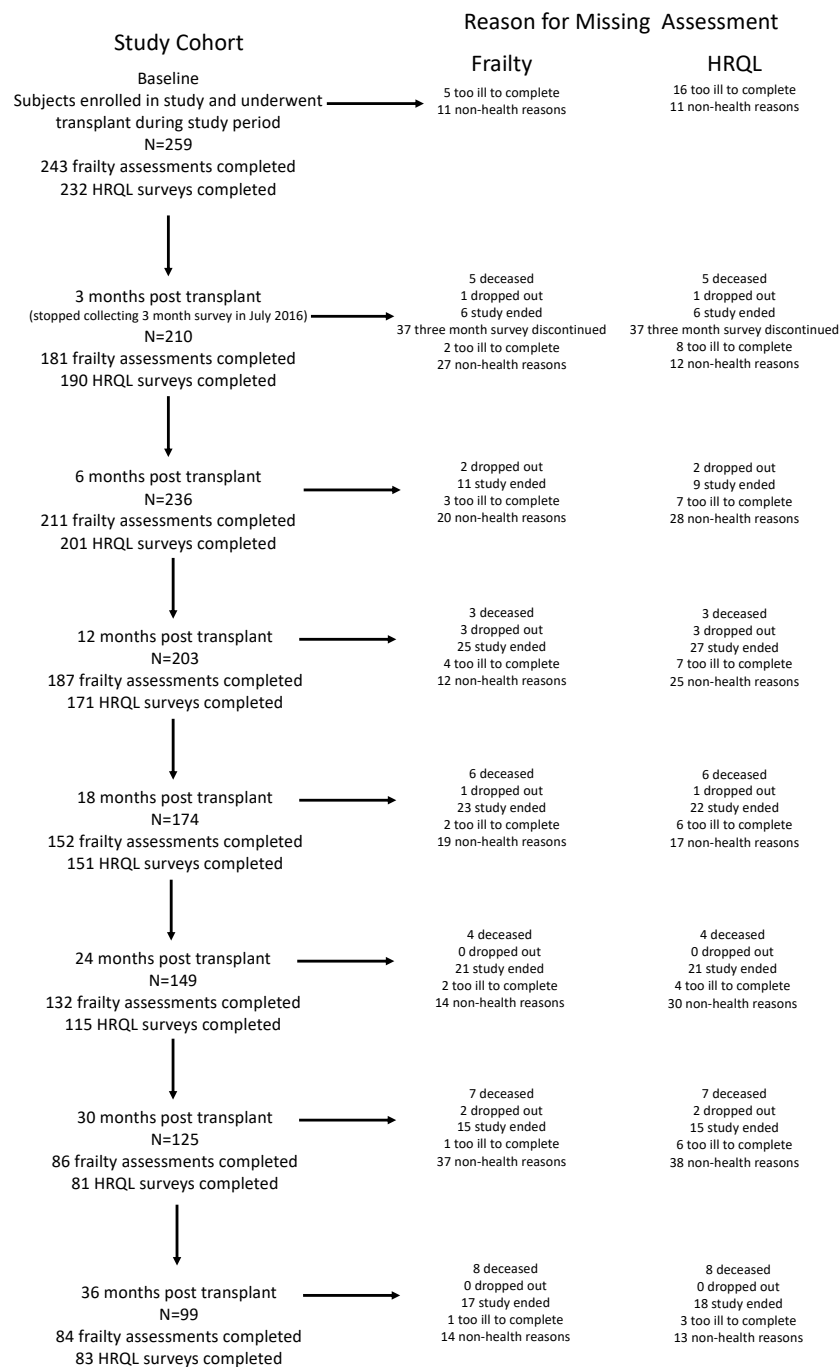 Reason for Missing Assessment
Study Cohort
Frailty
HRQL
Baseline
Subjects enrolled in study and underwent
transplant during study period
N=259
243 frailty assessments completed
232 HRQL surveys completed
5 too ill to complete
11 non-health reasons
16 too ill to complete
11 non-health reasons
3 months post transplant
(stopped collecting 3 month survey in July 2016)
N=210
181 frailty assessments completed
190 HRQL surveys completed
5 deceased
1 dropped out
6 study ended
37 three month survey discontinued
2 too ill to complete
27 non-health reasons
5 deceased
1 dropped out
6 study ended
37 three month survey discontinued
8 too ill to complete
12 non-health reasons
6 months post transplant
N=236
211 frailty assessments completed
201 HRQL surveys completed
2 dropped out
11 study ended
3 too ill to complete
20 non-health reasons
2 dropped out
9 study ended
7 too ill to complete
28 non-health reasons
12 months post transplant
N=203
187 frailty assessments completed
171 HRQL surveys completed
3 deceased
3 dropped out
25 study ended
4 too ill to complete
12 non-health reasons
3 deceased
3 dropped out
27 study ended
7 too ill to complete
25 non-health reasons
18 months post transplant
N=174
152 frailty assessments completed
151 HRQL surveys completed
6 deceased
1 dropped out
23 study ended
2 too ill to complete
19 non-health reasons
6 deceased
1 dropped out
22 study ended
6 too ill to complete
17 non-health reasons
24 months post transplant
N=149
132 frailty assessments completed
115 HRQL surveys completed
4 deceased
0 dropped out
21 study ended
2 too ill to complete
14 non-health reasons
4 deceased
0 dropped out
21 study ended
4 too ill to complete
30 non-health reasons
30 months post transplant
N=125
86 frailty assessments completed
81 HRQL surveys completed
7 deceased
2 dropped out
15 study ended
1 too ill to complete
37 non-health reasons
7 deceased
2 dropped out
15 study ended
6 too ill to complete
38 non-health reasons
36 months post transplant
N=99
84 frailty assessments completed
83 HRQL surveys completed
8 deceased
0 dropped out
17 study ended
1 too ill to complete
14 non-health reasons
8 deceased
0 dropped out
18 study ended
3 too ill to complete
13 non-health reasons